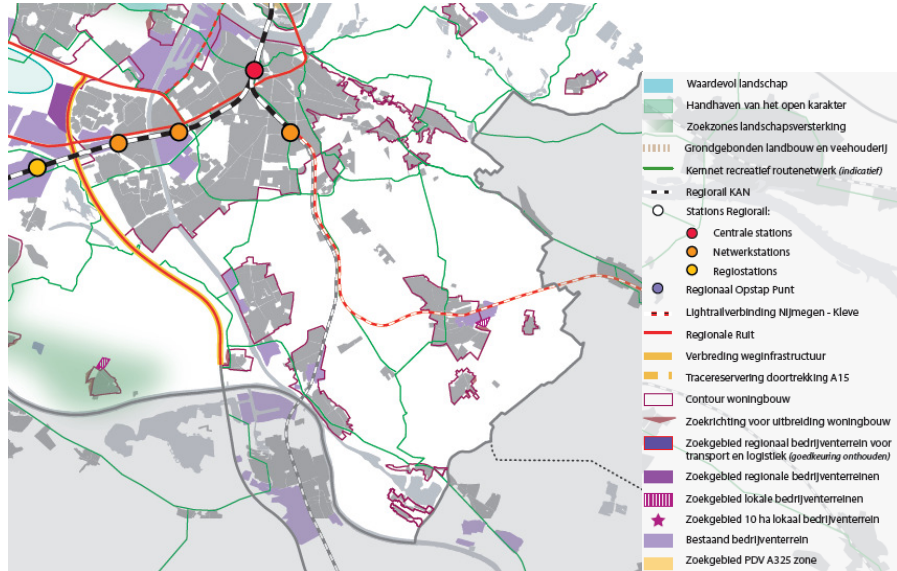 Waardevol landschap
Handhaven van het open karakter
Zoekzones landschapsversterking
Grondgebonden landbouw en veehouderij
Kernnet recreatief routenetwerk (indicatief)
Regiorail KAN
Stations Regiorail:
Centrale stations
Netwerkstations
Regiostations
Regionaal Opstap Punt
Lightrailverbinding Nijmegen - Kleve
Regionale Ruit
Verbreding weginfrastructuur
Tracereservering doortrekking A15
Contour woningbouw
Zoekrichting voor uitbreiding woningbouw
Zoekgebied regionaal bedrijventerrein voor
transport en logistiek (goedkeuring onthouden)
Zoekgebied regionale bedrijventerreinen
Zoekgebied lokale bedrijventerreinen
Zoekgebied 10 ha lokaal bedrijventerrein
Bestaand bedrijventerrein
Zoekgebied PDV A325 zone